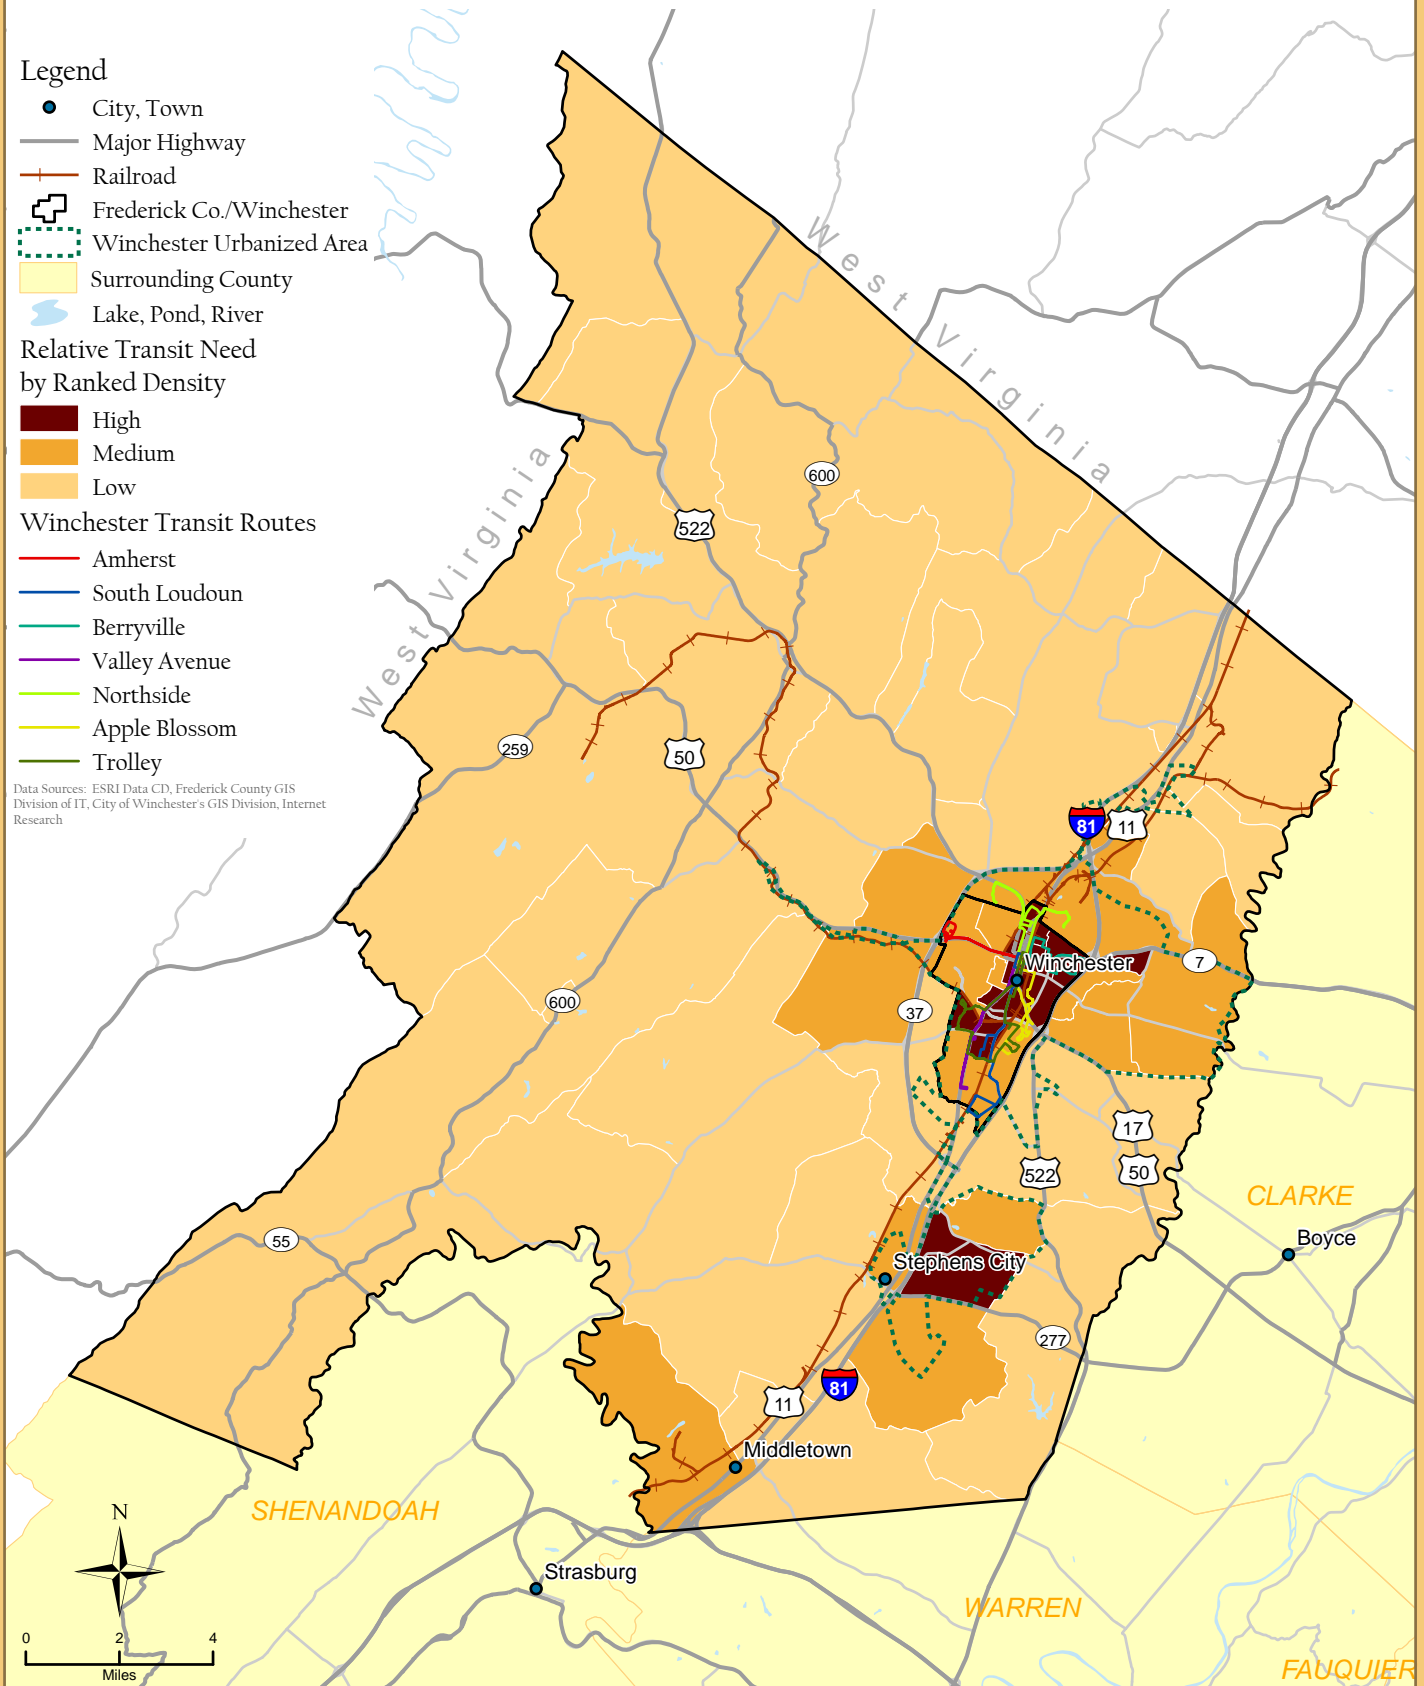 Legend
City, Town
Major Highway
Railroad
Frederick Co./Winchester
Winchester Urbanized Area
Surrounding County
Lake, Pond, River
Relative Transit Need
by Ranked Density
High
Medium
Low
Winchester Transit Routes
Amherst
South Loudoun
Berryville
Valley Avenue
Northside
Apple Blossom
Trolley
Data Sources: ESRI Data CD, Frederick County GIS
Division of IT, City of Winchester's GIS Division, Internet
Research
West Virginia
West Virginia
600
522
259
50
81
11
Winchester
7
600
37
17
522
50
CLARKE
55
Boyce
Stephens City
277
81
11
Middletown
SHENANDOAH
N
Strasburg
WARREN
0 2 4
Miles
FAUQUIER